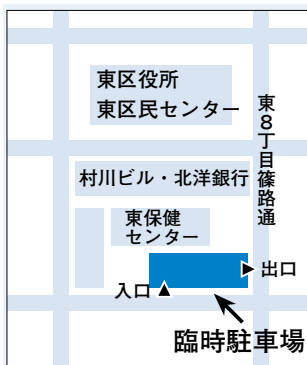 東区役所
東区民センター
東8丁目篠路通
村川ビル・北洋銀行
東保健
センター
出口
入口
臨時駐車場